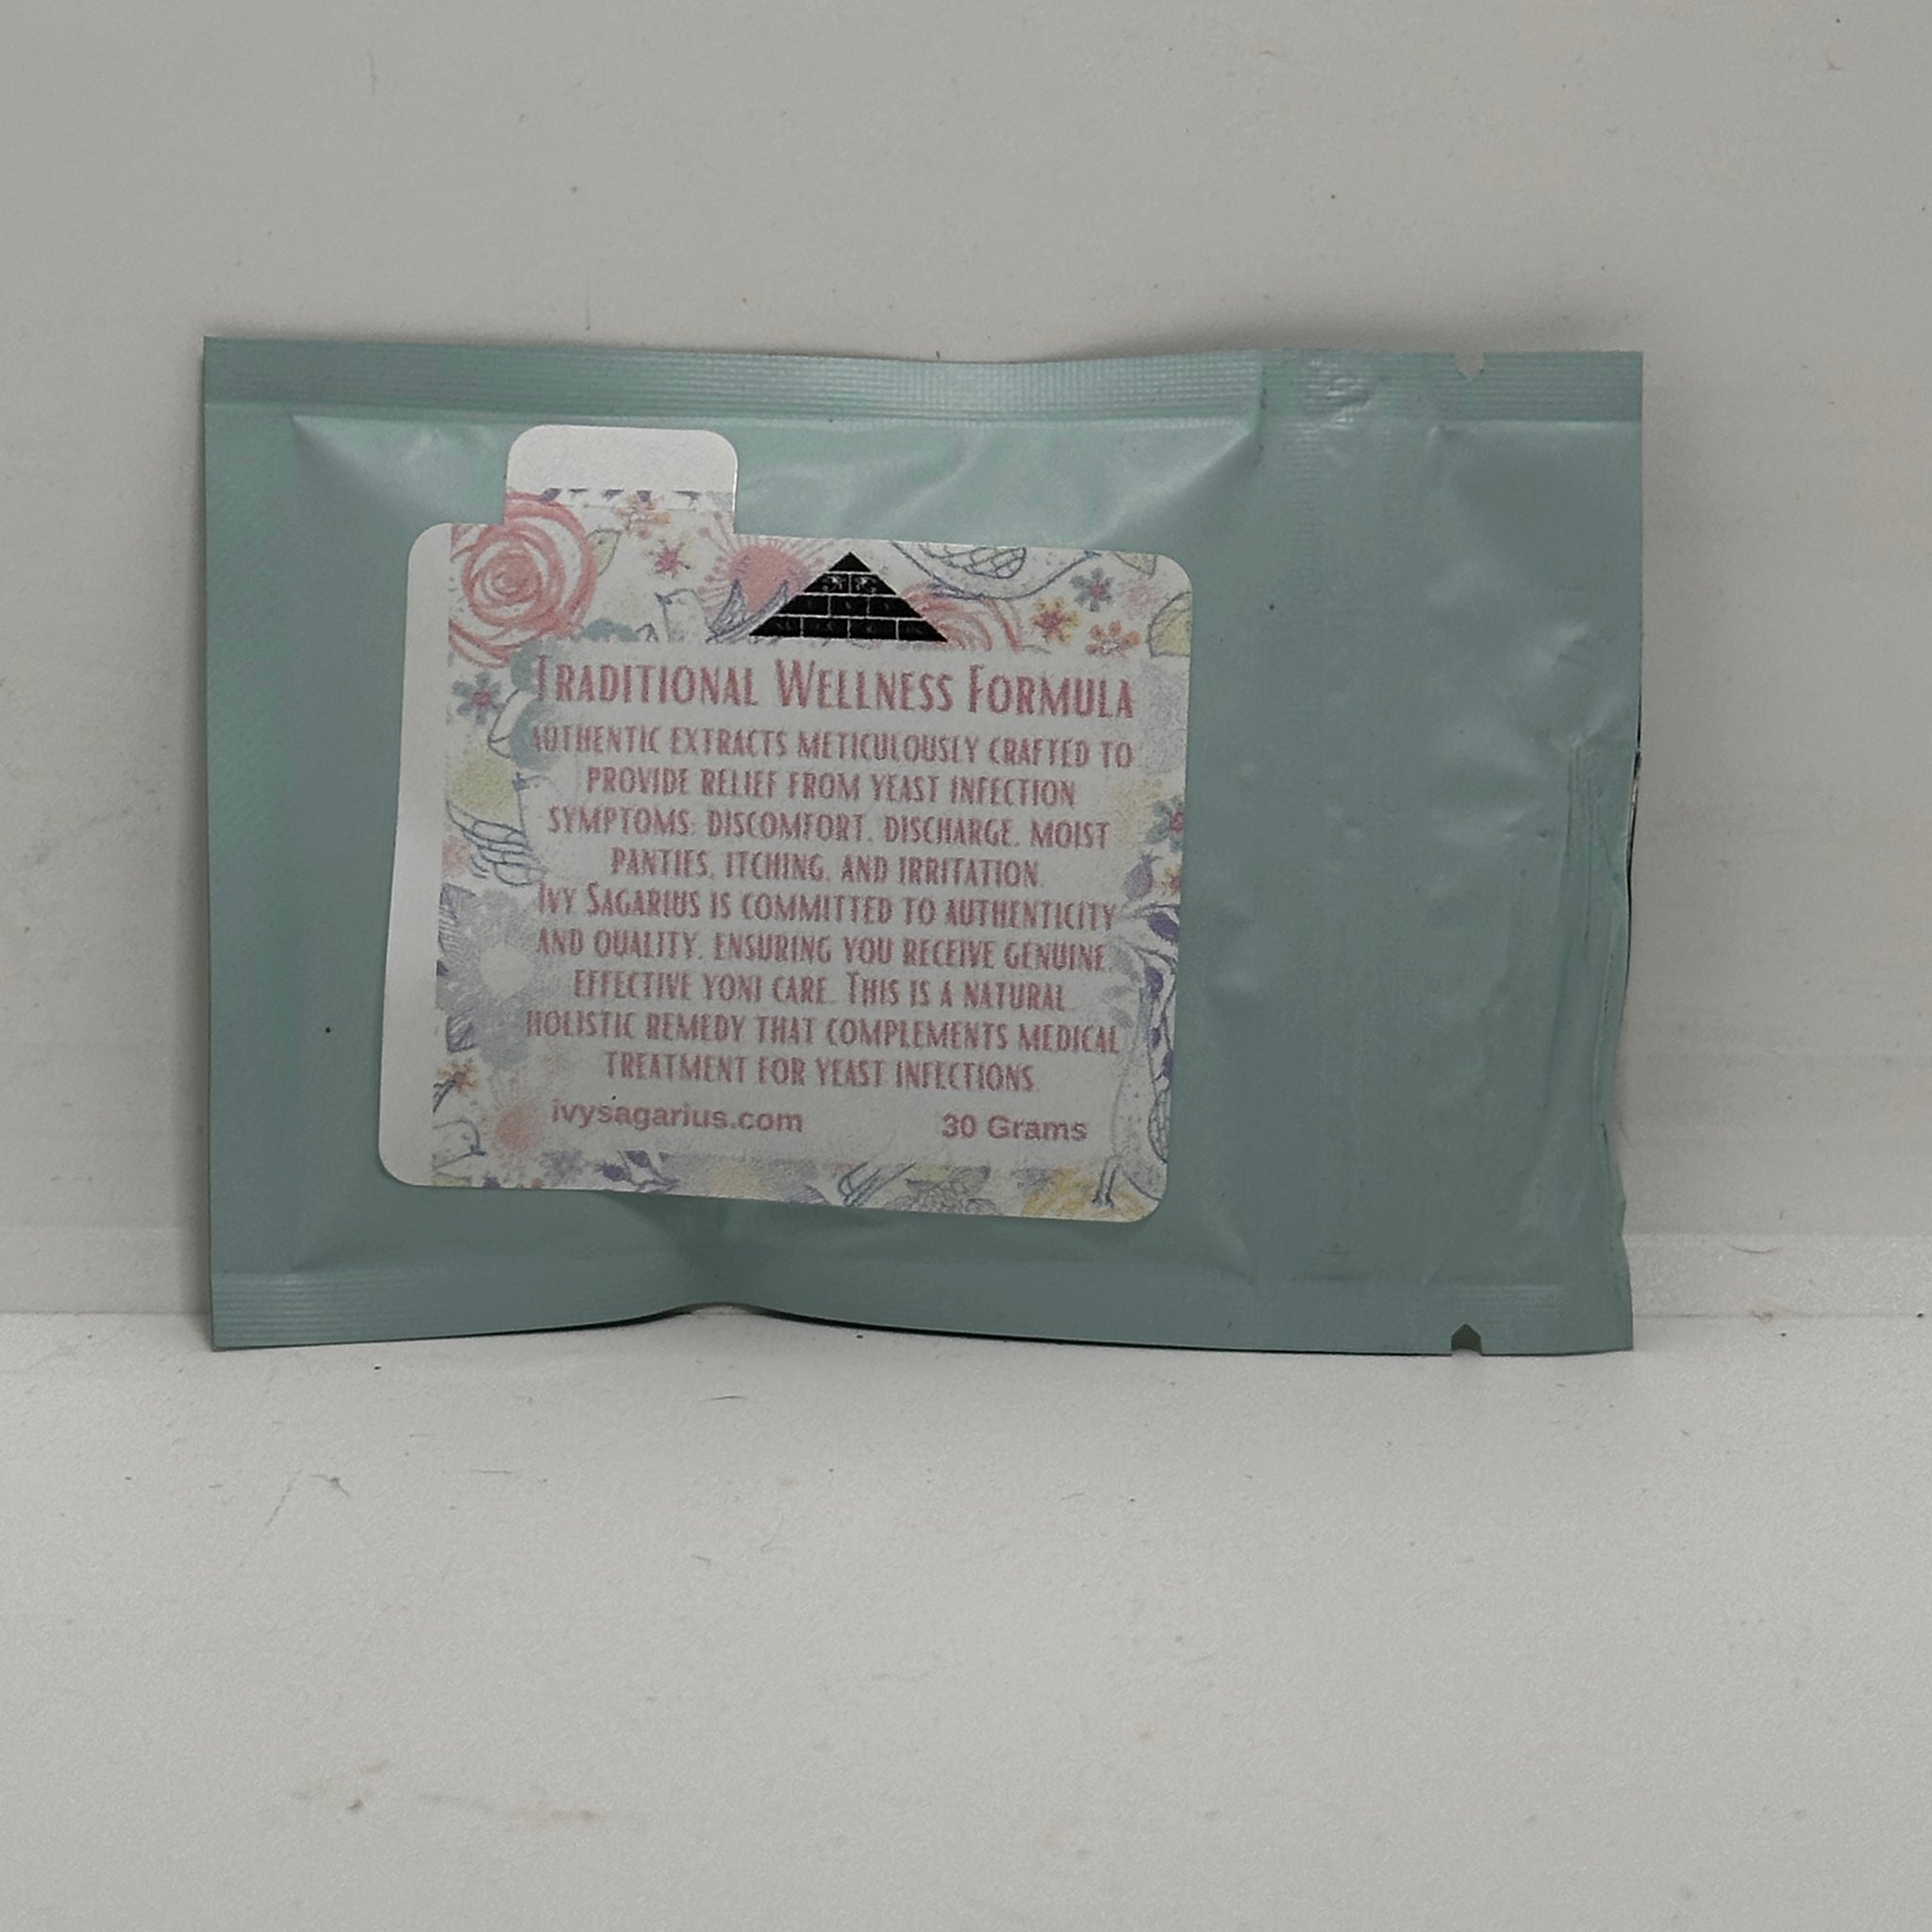 Traditional Wellness Formula
authentic extracts meticulously crafted to
provide relief from yeast infection
symptoms: discomfort, discharge, moist
panties, itching, and irritation.
Ivy Sagarius is committed to authenticity
and quality, ensuring you receive genuine,
effective yoni care. This is a natural
holistic remedy that complements medical
treatment for yeast infections.
ivysagarius.com
30 Grams